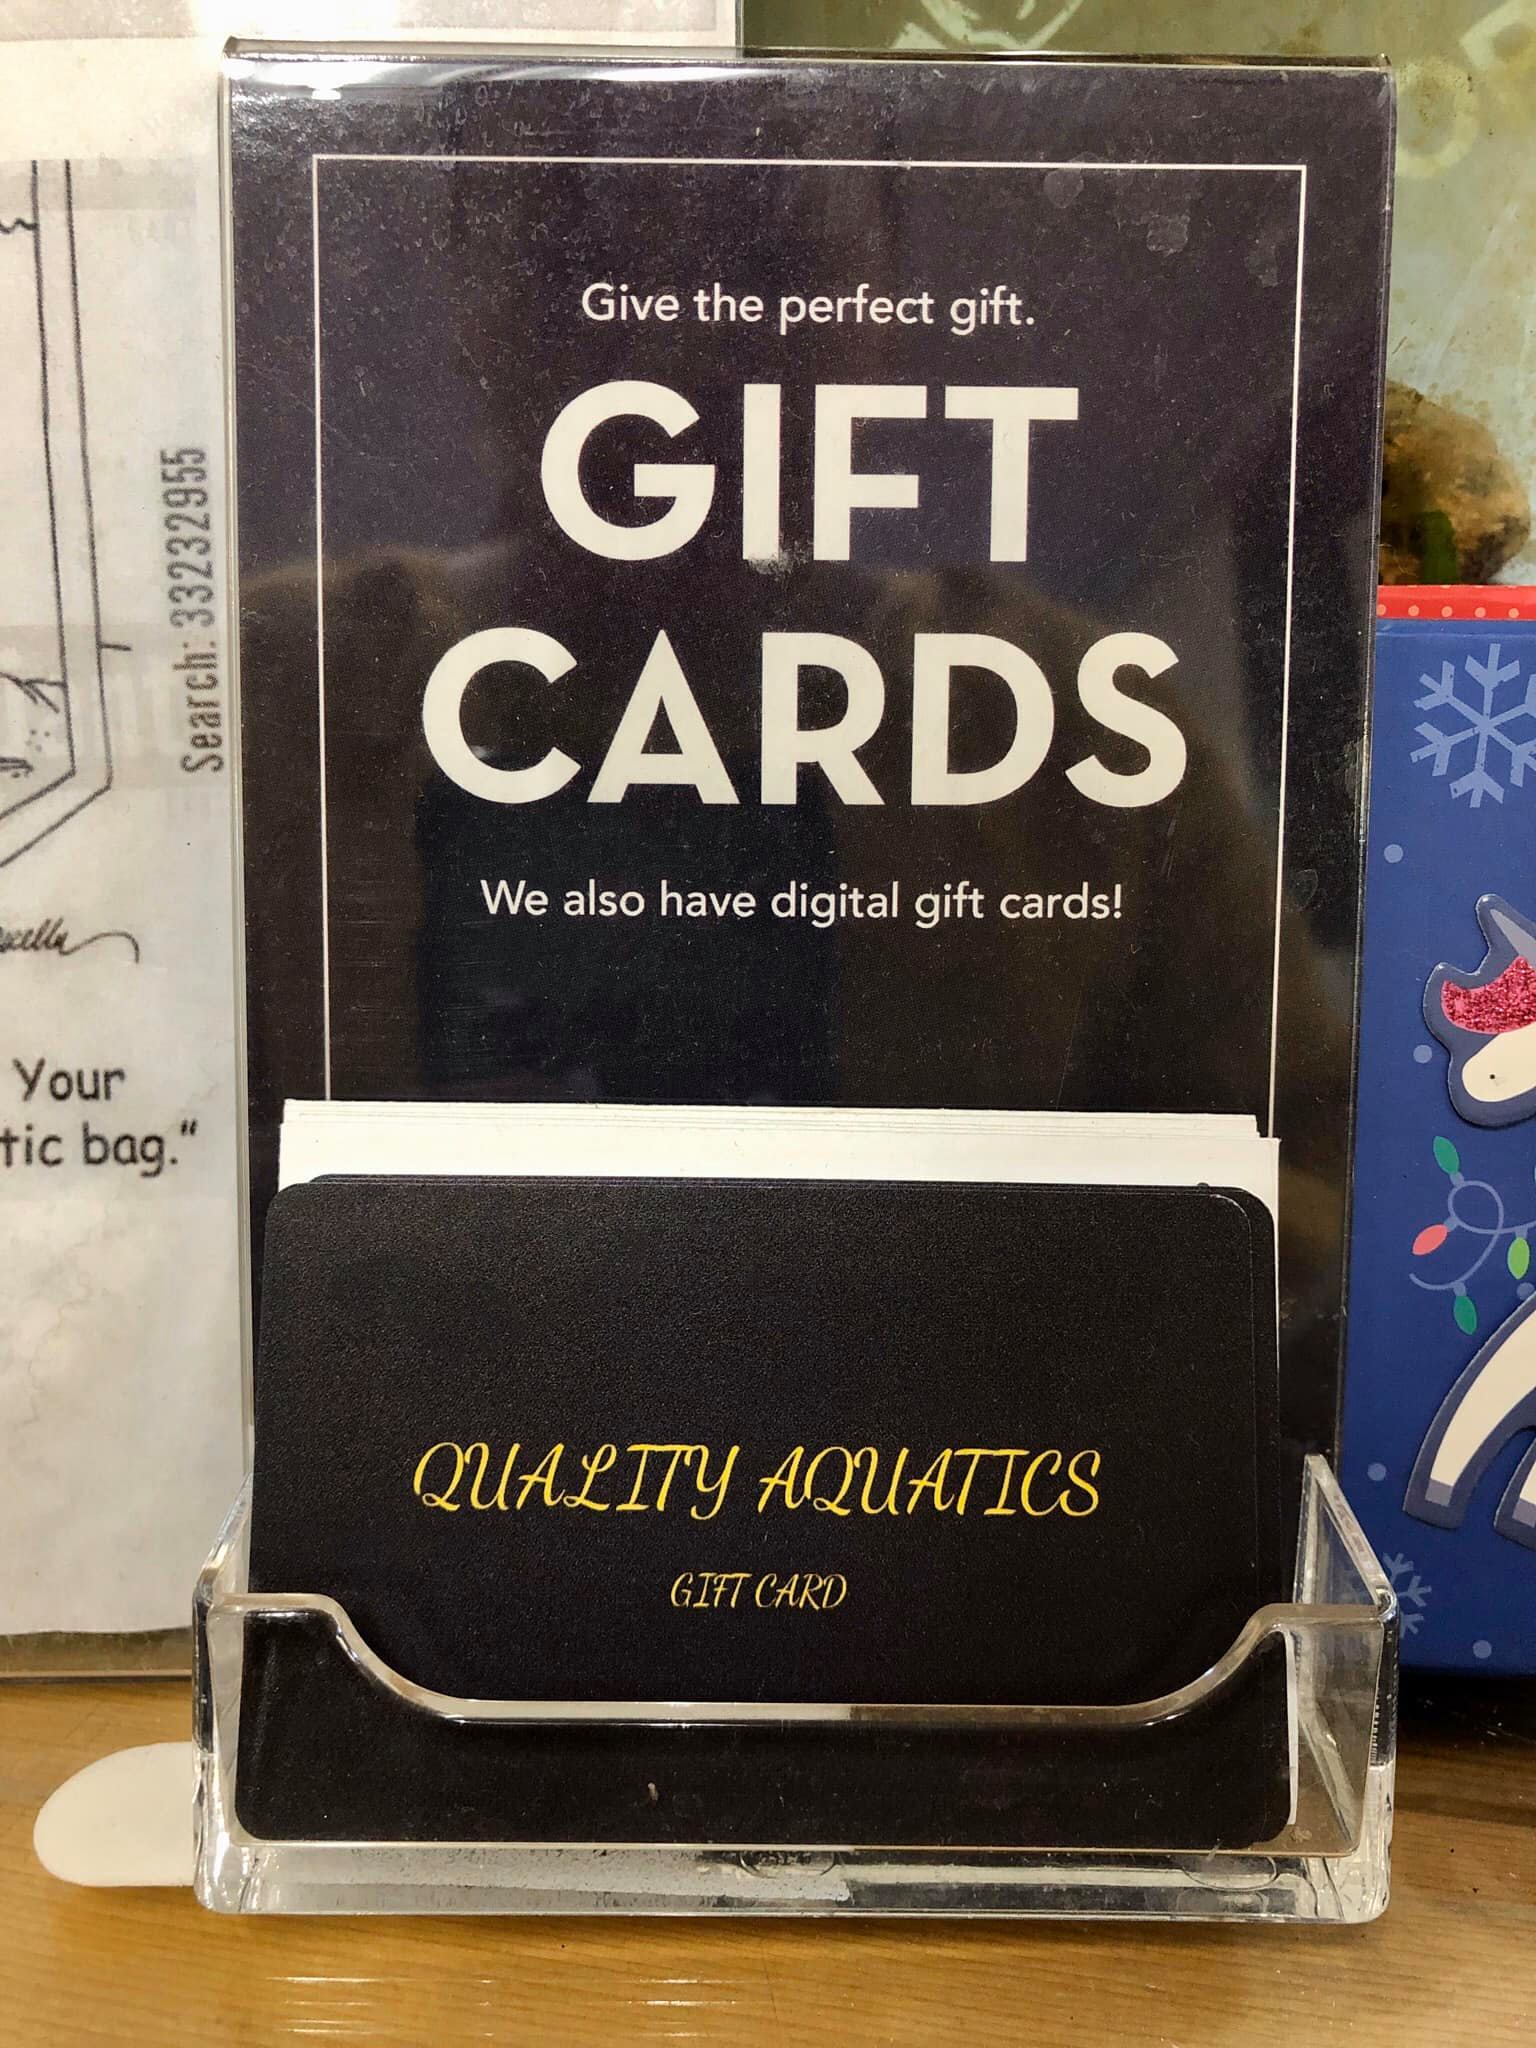 Give the perfect gift.
GIFT
CARDS
We also have digital gift cards!
QUALITY AQUATICS
GIFT CARD
Search: 33232955
Your
bag."